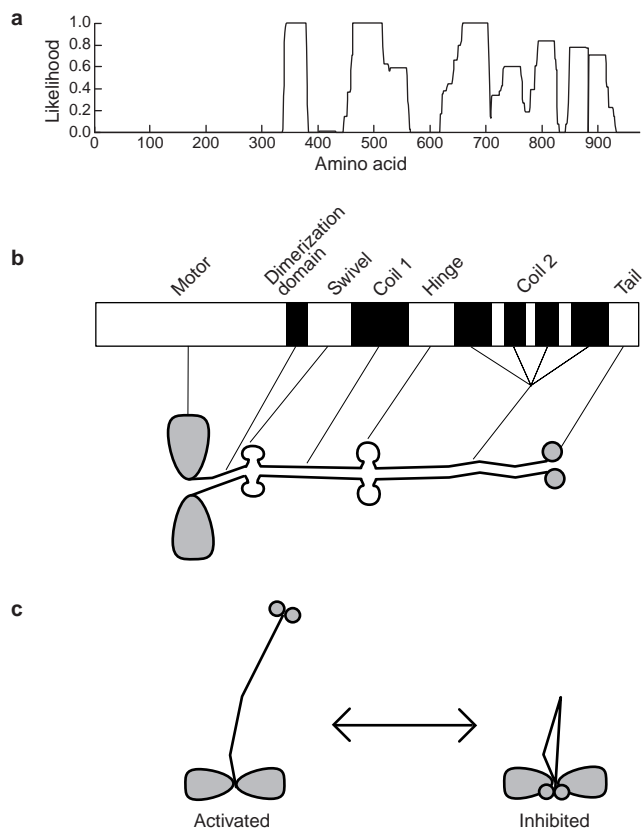 a
Likelihood
1.0
0.8
0.6
0.4
0.2
0.0
0 100 200 300 400 500 600 700 800 900
Amino acid
b
Motor
Dimerization
domain
Swivel
Coil 1
Hinge
Coil 2
Tail
c
Activated
Inhibited